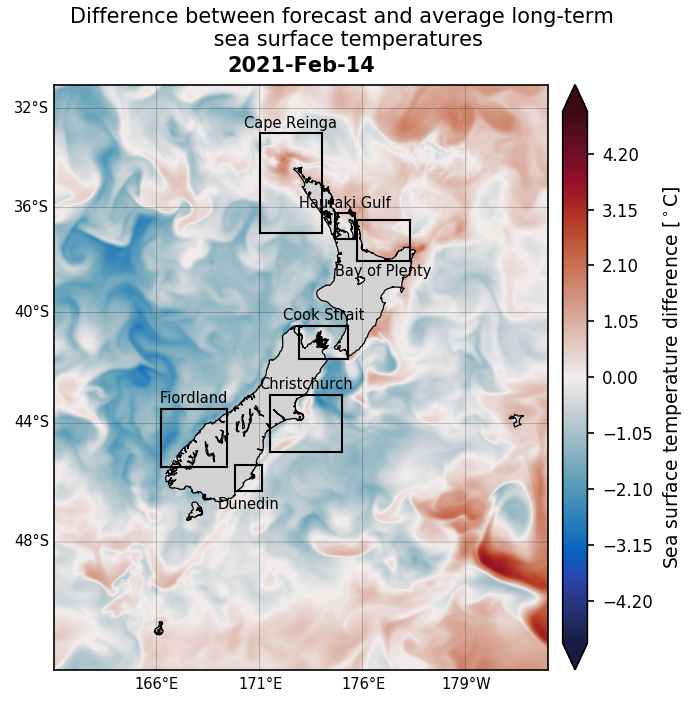 Difference between forecast and average long-term
sea surface temperatures
2021-Feb-14
32°S
36°S
40°S
44°S
48°S
166°E
171°E
176°E
179°W
Cape Reinga
Hauraki Gulf
Bay of Plenty
Cook Strait
Christchurch
Fiordland
Dunedin
4.20
3.15
2.10
1.05
0.00
−1.05
−2.10
−3.15
−4.20
Sea surface temperature difference [°C]